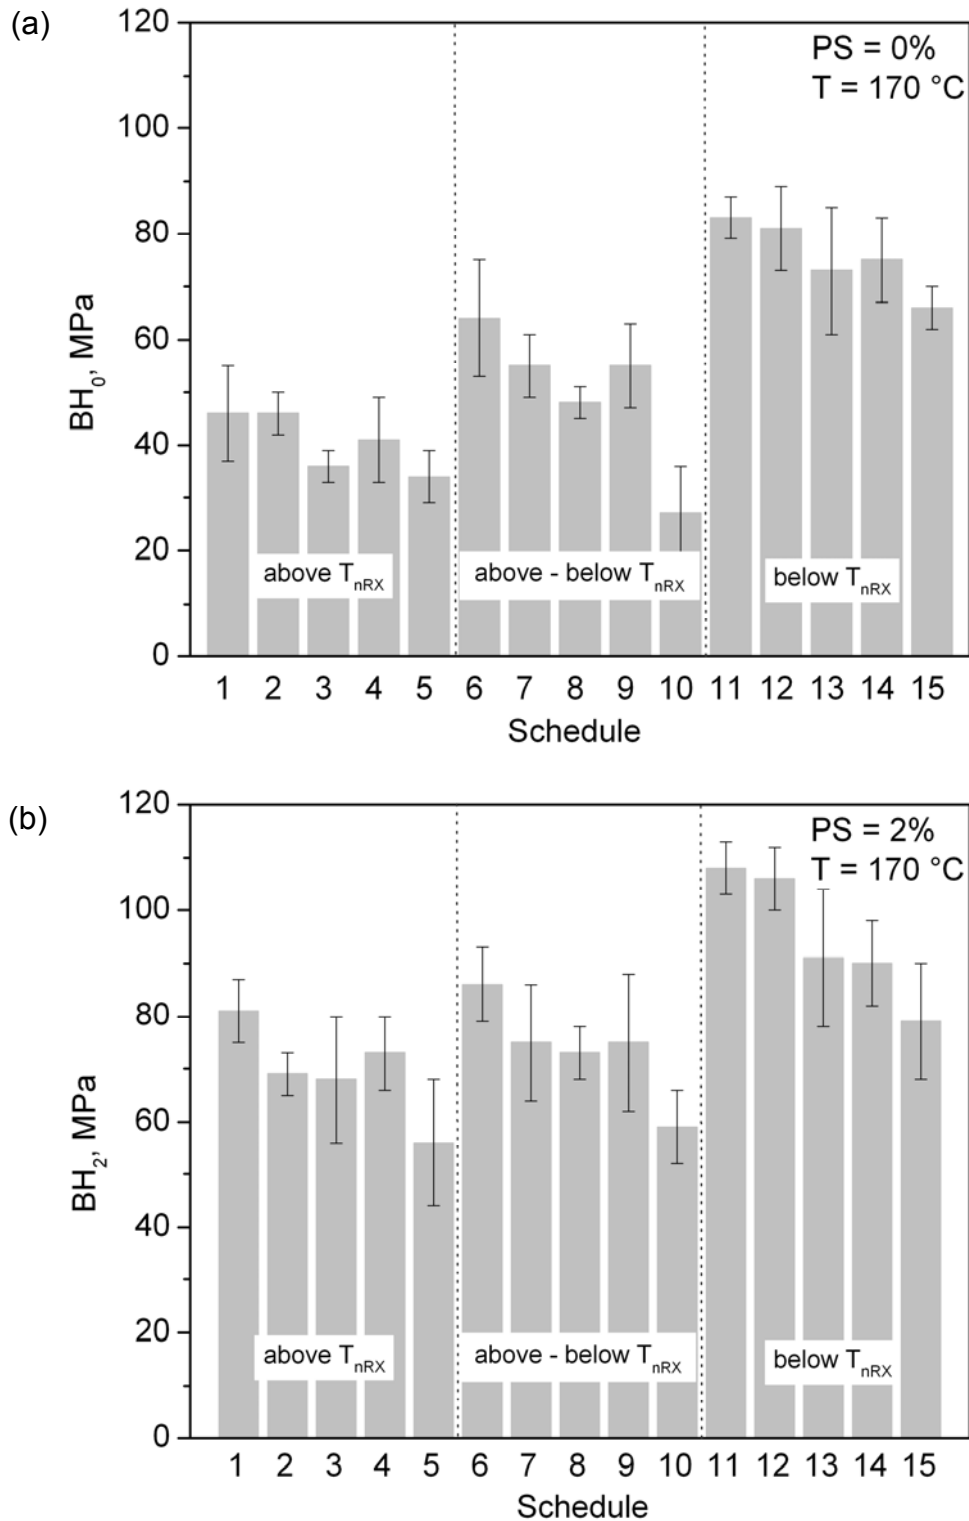 (a)
PS = 0%
T = 170 °C
120
100
80
60
40
20
0
BH₀, MPa
above TₙRX
above - below TₙRX
below TₙRX
1 2 3 4 5 6 7 8 9 10 11 12 13 14 15
Schedule
(b)
PS = 2%
T = 170 °C
120
100
80
60
40
20
0
BH₂, MPa
above TₙRX
above - below TₙRX
below TₙRX
1 2 3 4 5 6 7 8 9 10 11 12 13 14 15
Schedule